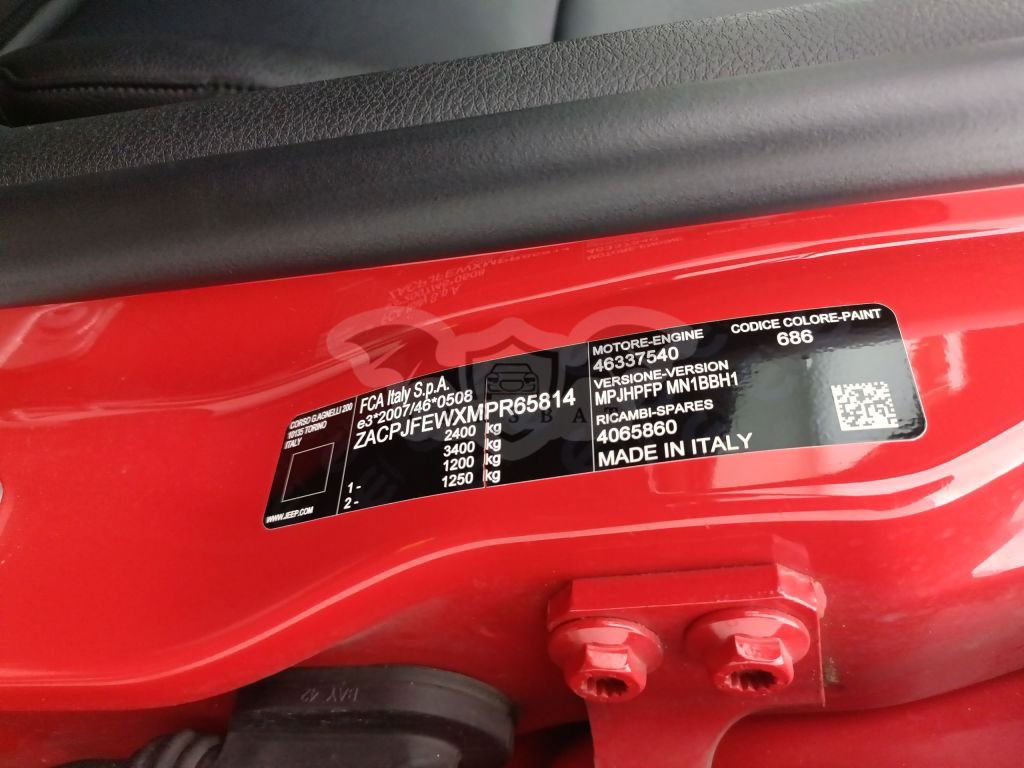 CORSO G.AGNELLI 200
10135 TORINO
ITALY
WWW.JEEP.COM
FCA Italy S.p.A.
e3*2007/46*0508
ZACPJFEWXMPR65814
2400 kg
3400 kg
1- 1200 kg
2- 1250 kg
MOTORE-ENGINE
46337540
VERSIONE-VERSION
MPJHPFP MN1BBH1
RICAMBI-SPARES
4065860
MADE IN ITALY
CODICE COLORE-PAINT
686